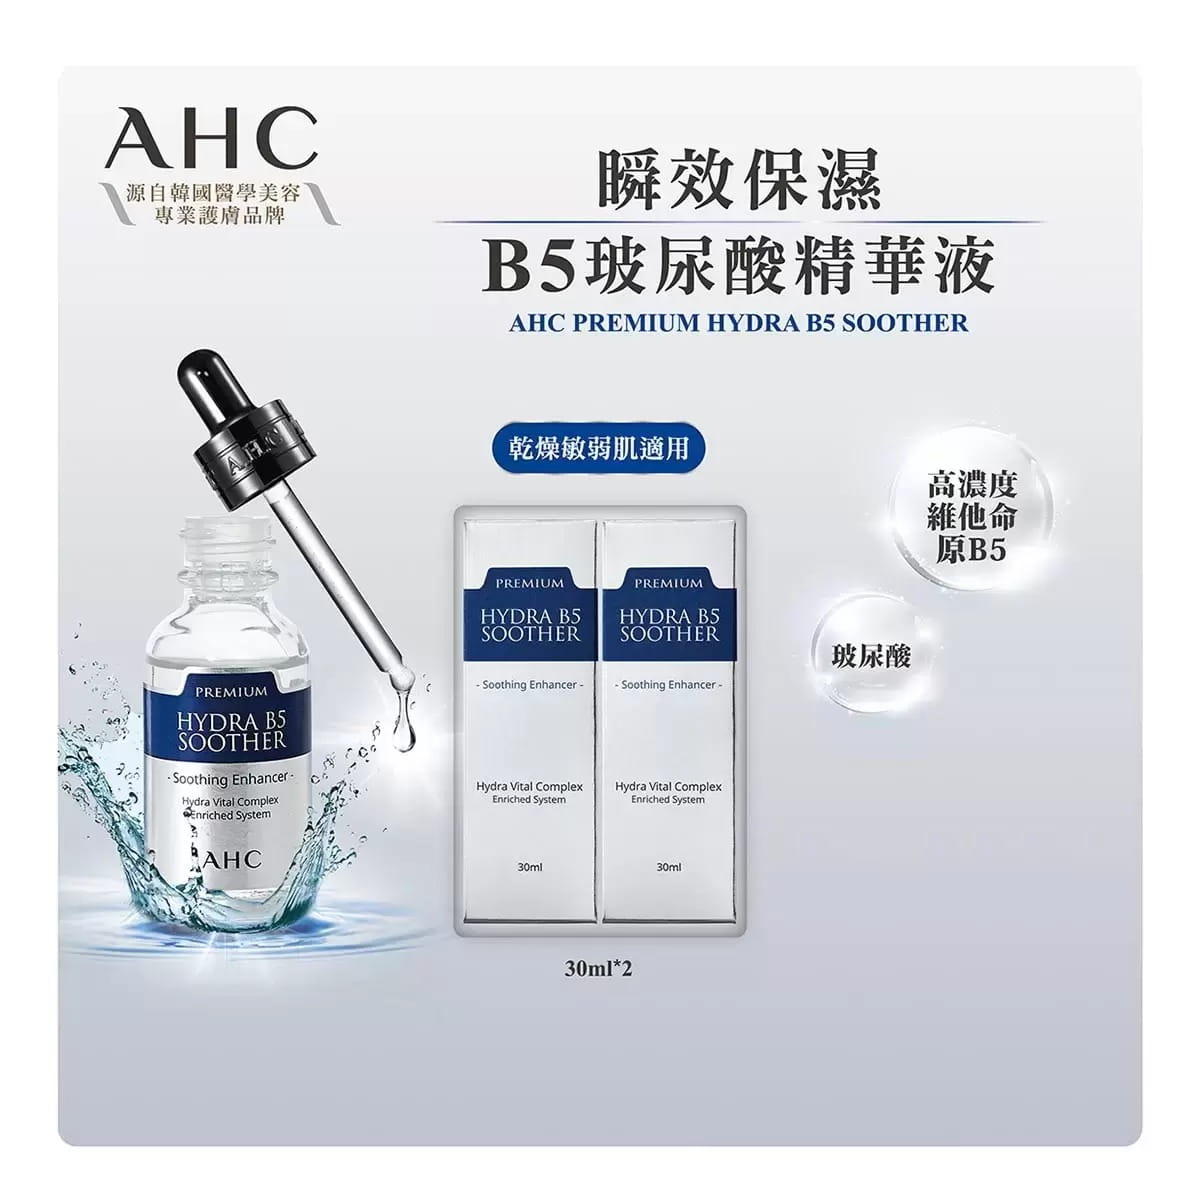 AHC
源自韓國醫學美容
專業護膚品牌
瞬效保濕
B5玻尿酸精華液
AHC PREMIUM HYDRA B5 SOOTHER
乾燥敏弱肌適用
高濃度
維他命
原B5
玻尿酸
A.H.C
PREMIUM
HYDRA B5
SOOTHER
- Soothing Enhancer -
Hydra Vital Complex
Enriched System
AHC
PREMIUM
HYDRA B5
SOOTHER
- Soothing Enhancer -
Hydra Vital Complex
Enriched System
30ml
PREMIUM
HYDRA B5
SOOTHER
- Soothing Enhancer -
Hydra Vital Complex
Enriched System
30ml
30ml*2